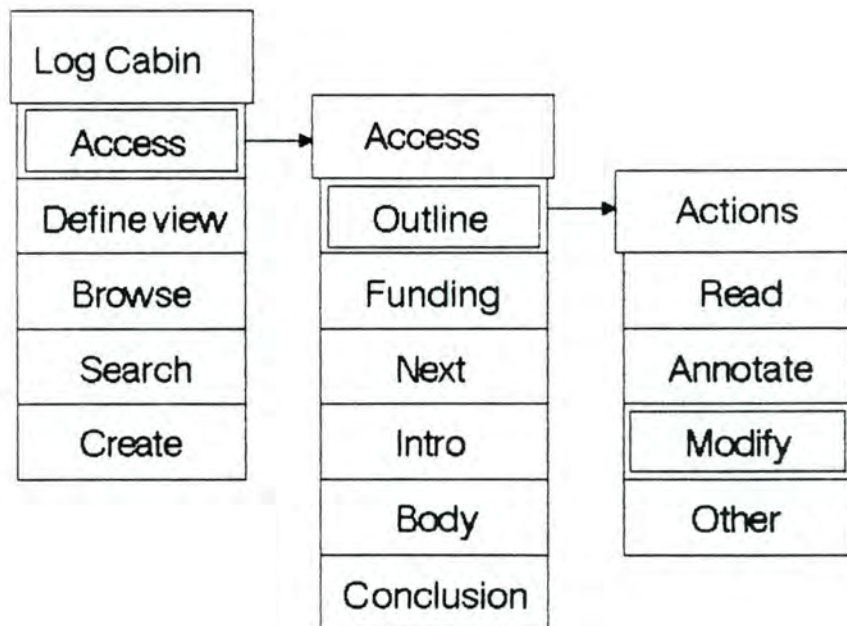 Log Cabin
Access
Define view
Browse
Search
Create
Access
Outline
Funding
Next
Intro
Body
Conclusion
Actions
Read
Annotate
Modify
Other